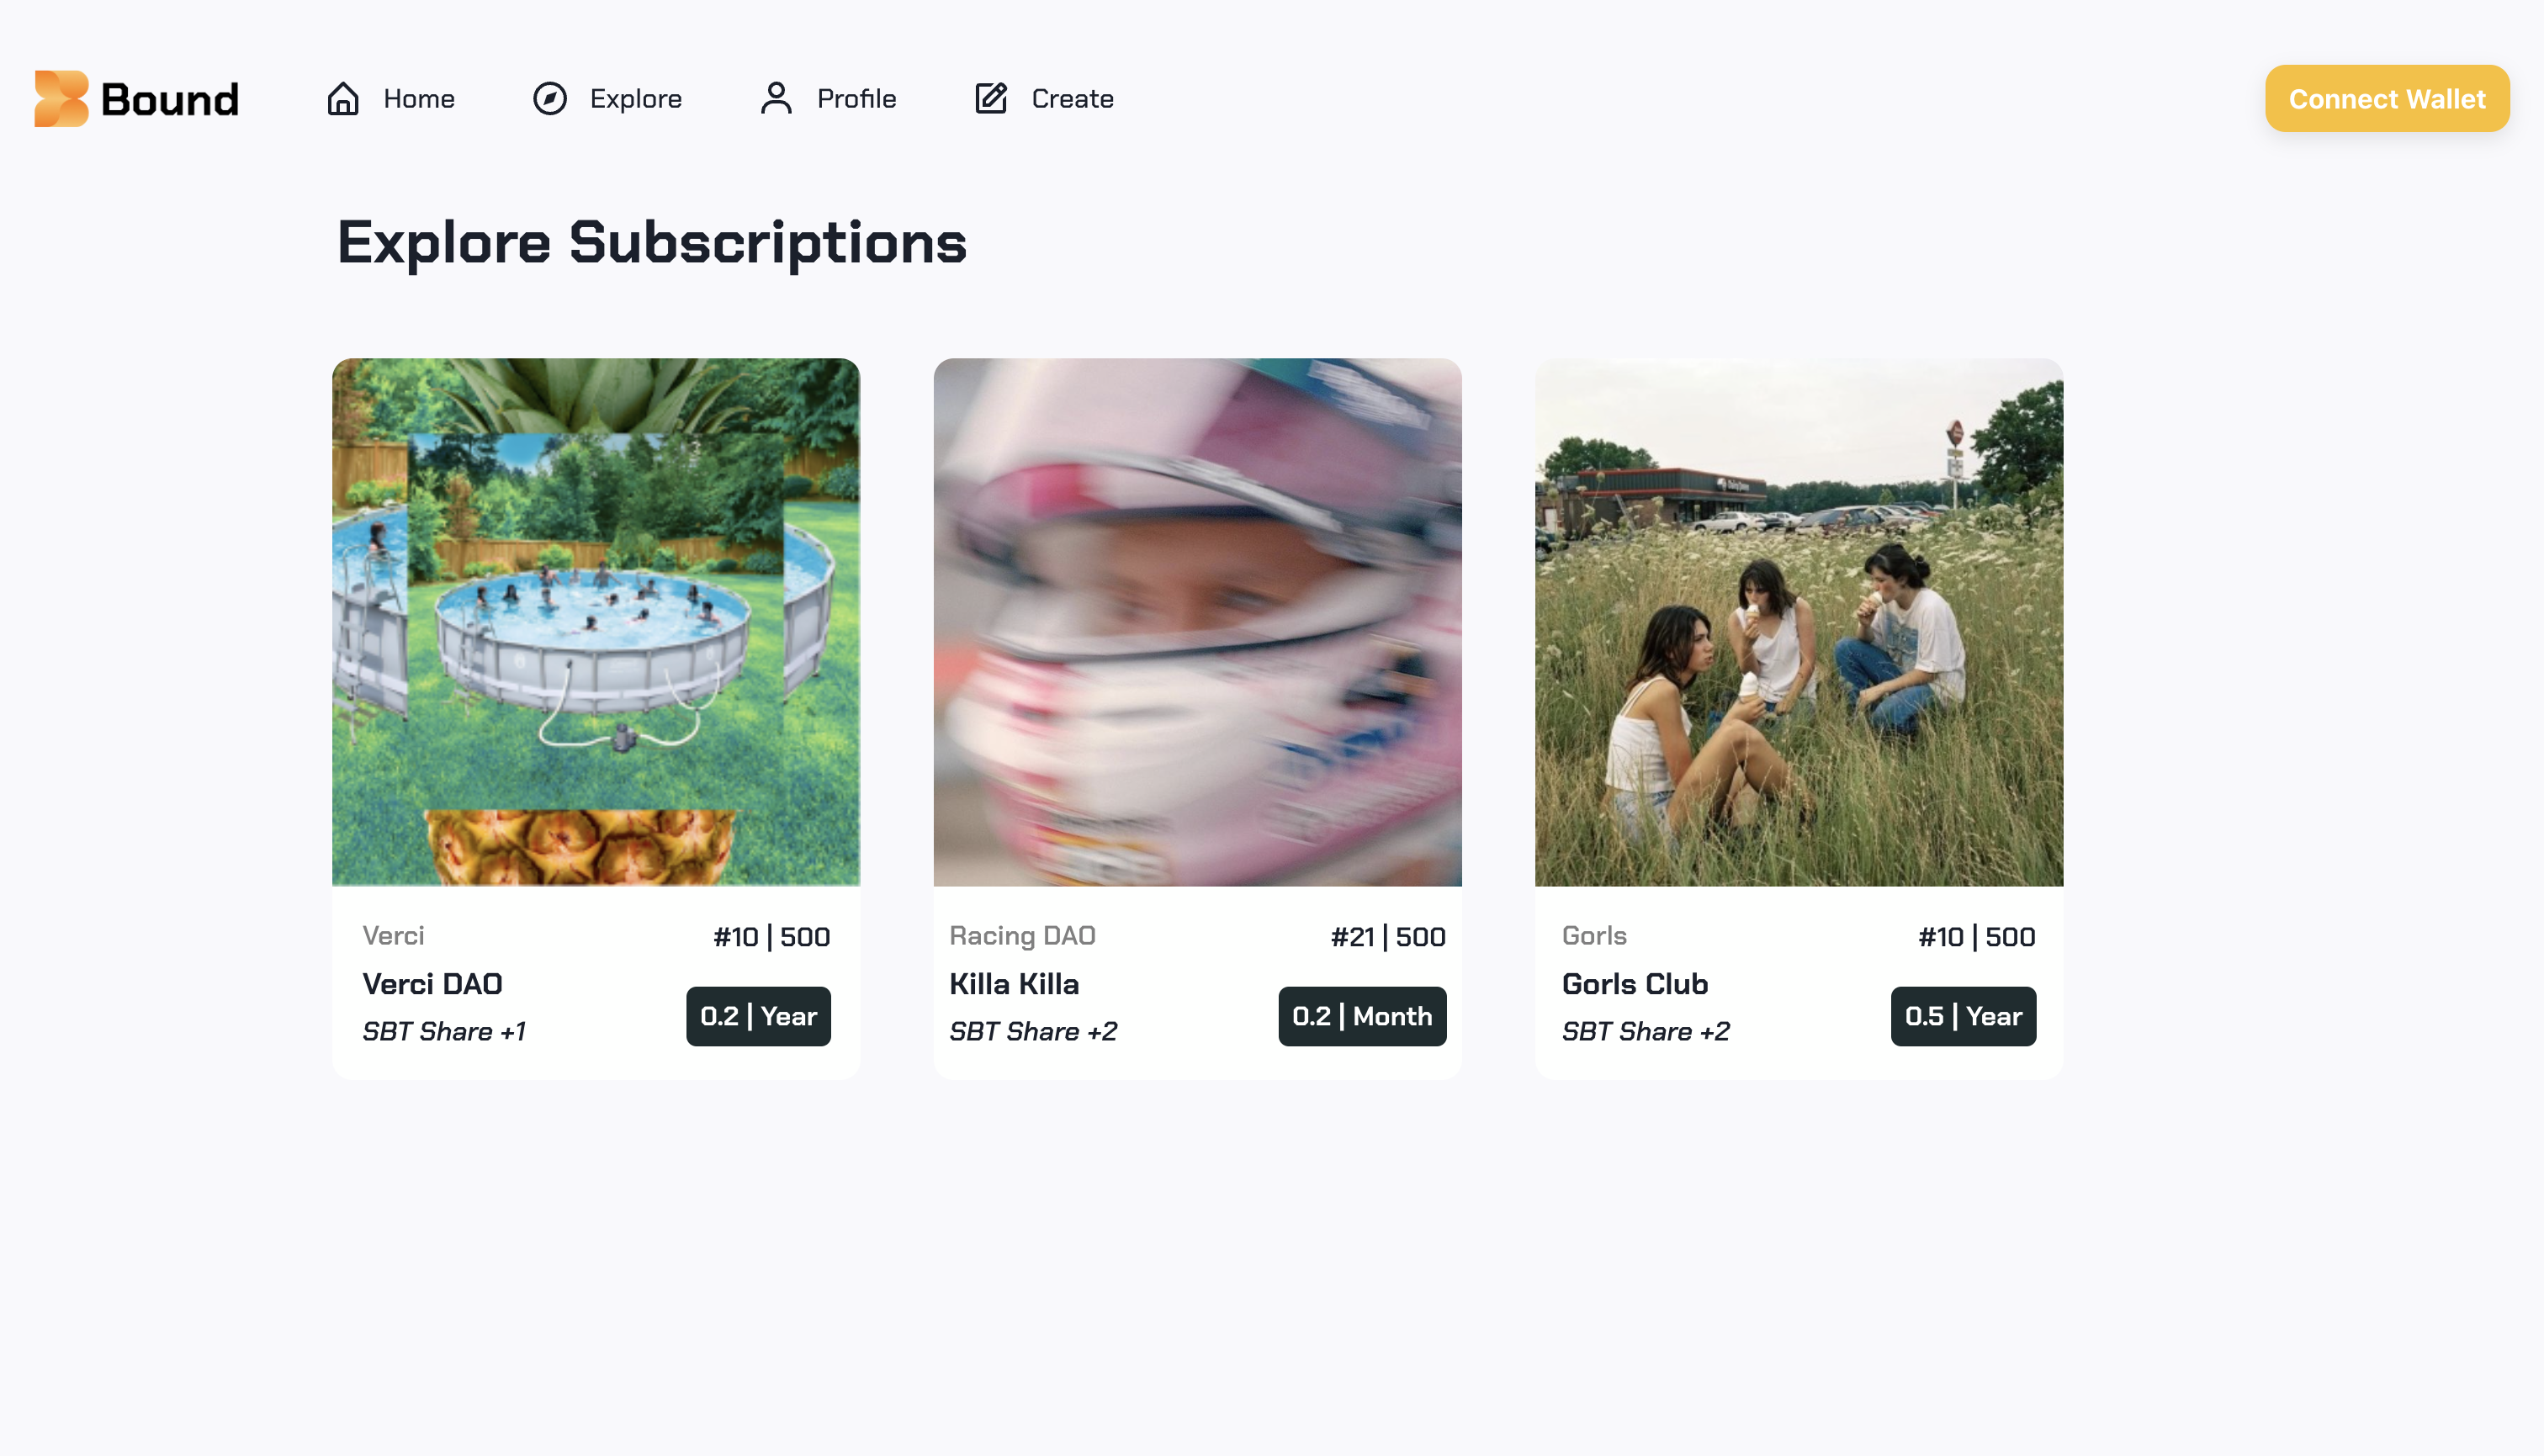 Bound
Home
Explore
Profile
Create
Connect Wallet
Explore Subscriptions
Verci
#10 | 500
Verci DAO
SBT Share +1
0.2 | Year
Racing DAO
#21 | 500
Killa Killa
SBT Share +2
0.2 | Month
Gorls
#10 | 500
Gorls Club
SBT Share +2
0.5 | Year